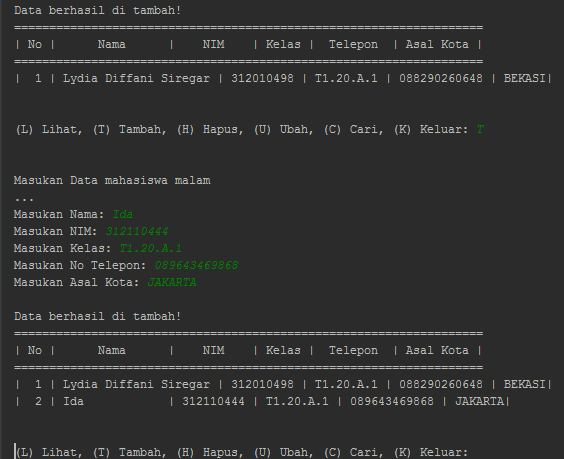 Data berhasil di tambah!
===================================================================
| No |      Nama      |    NIM    | Kelas |  Telepon  | Asal Kota |
===================================================================
|  1 | Lydia Diffani Siregar | 312010498 | T1.20.A.1 | 088290260648 | BEKASI|
(L) Lihat, (T) Tambah, (H) Hapus, (U) Ubah, (C) Cari, (K) Keluar: T
Masukan Data mahasiswa malam
...
Masukan Nama: Ida
Masukan NIM: 312110444
Masukan Kelas: T1.20.A.1
Masukan No Telepon: 089643469868
Masukan Asal Kota: JAKARTA
Data berhasil di tambah!
===================================================================
| No |      Nama      |    NIM    | Kelas |  Telepon  | Asal Kota |
===================================================================
|  1 | Lydia Diffani Siregar | 312010498 | T1.20.A.1 | 088290260648 | BEKASI|
|  2 | Ida            | 312110444 | T1.20.A.1 | 089643469868 | JAKARTA|
(L) Lihat, (T) Tambah, (H) Hapus, (U) Ubah, (C) Cari, (K) Keluar: